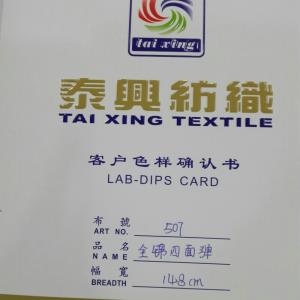 tai xing
泰興紡織
TAI XING TEXTILE
客户色样确认书
LAB-DIPS CARD
布號
ART NO. 507
品名
NAME 全锦四面弹
幅寬
BREADTH 148cm